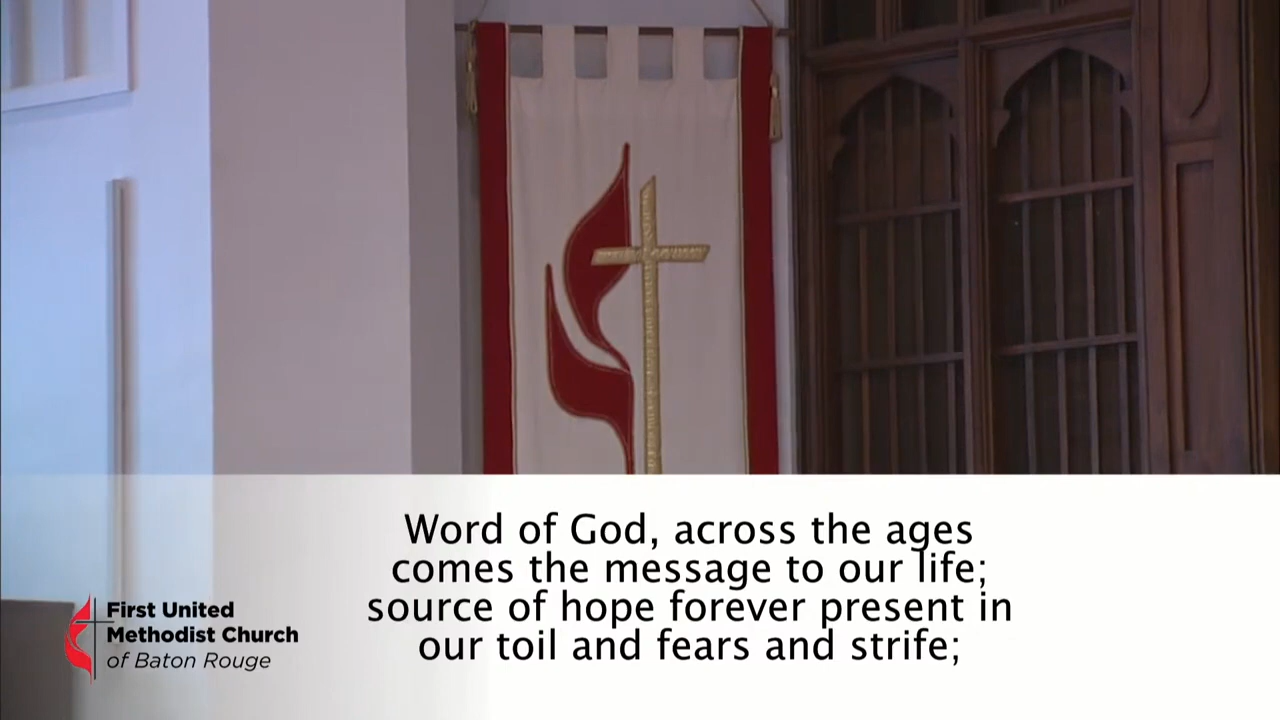 Word of God, across the ages
comes the message to our life;
source of hope forever present in
our toil and fears and strife;
First United
Methodist Church
of Baton Rouge